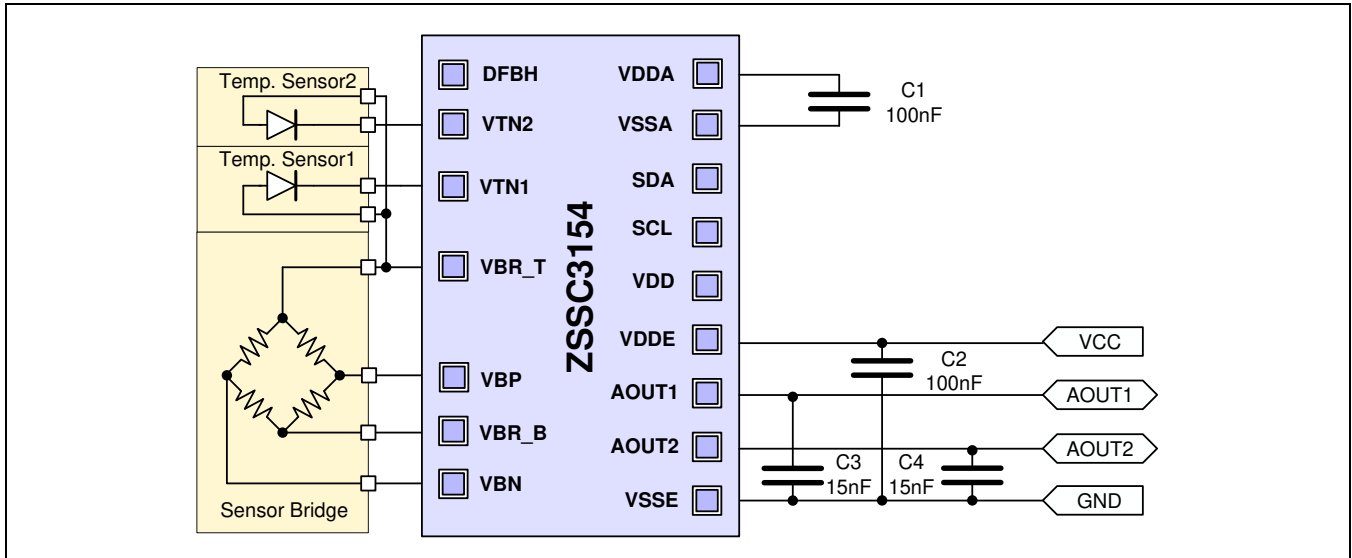 Temp. Sensor2
Temp. Sensor1
Sensor Bridge
DFBH
VTN2
VTN1
VBR_T
VBP
VBR_B
VBN
ZSSC3154
VDDA
VSSA
SDA
SCL
VDD
VDDE
AOUT1
AOUT2
VSSE
C1
100nF
C2
100nF
C3
15nF
C4
15nF
VCC
AOUT1
AOUT2
GND